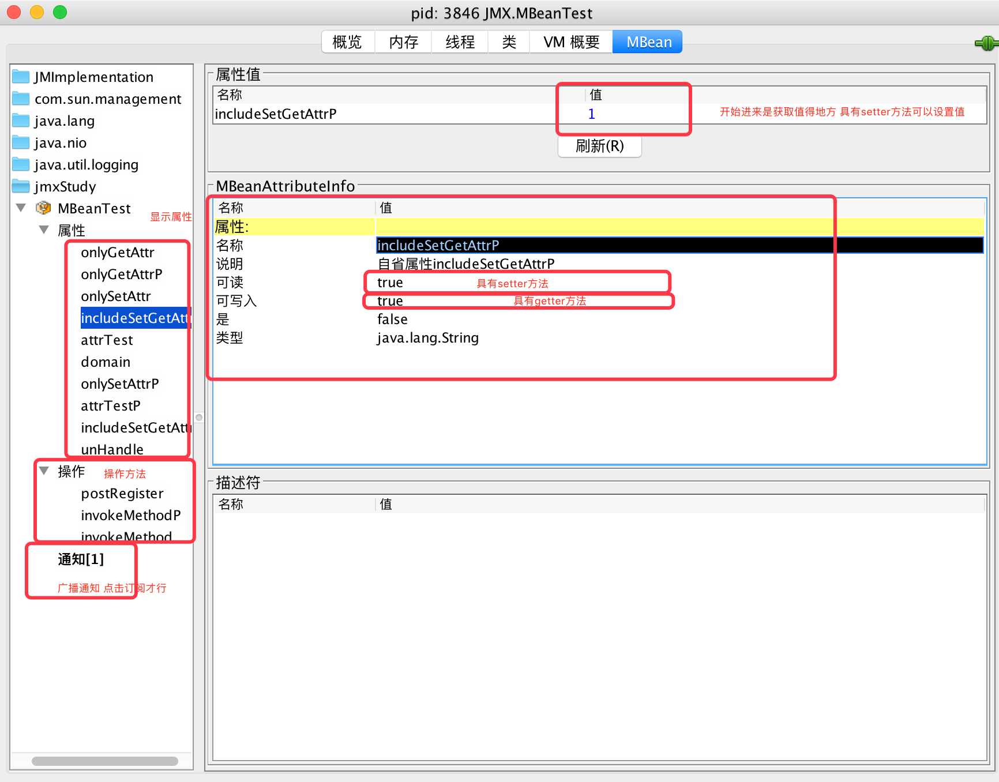 pid: 3846 JMX.MBeanTest
概览 内存 线程 类 VM 概要 MBean
JMImplementation
com.sun.management
java.lang
java.nio
java.util.logging
jmxStudy
MBeanTest
显示属性
属性
onlyGetAttr
onlyGetAttrP
onlySetAttr
includeSetGetAttr
attrTest
domain
onlySetAttrP
attrTestP
includeSetGetAttr
unHandle
操作 操作方法
postRegister
invokeMethodP
invokeMethod
通知[1]
广播通知 点击订阅才行
属性值
名称 值
includeSetGetAttrP 1 开始进来是获取值得地方 具有setter方法可以设置值
刷新(R)
MBeanAttributeInfo
名称 值
属性:
名称 includeSetGetAttrP
说明 自省属性includeSetGetAttrP
可读 true 具有setter方法
可写入 true 具有getter方法
是 false
类型 java.lang.String
描述符
名称 值